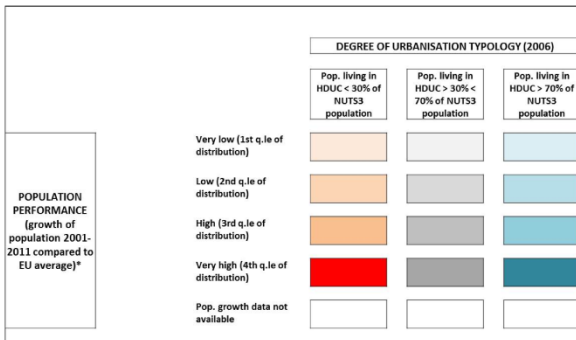 DEGREE OF URBANISATION TYPOLOGY (2006)
Pop. living in
HDUC < 30% of
NUTS3
population
Pop. living in
HDUC > 30% <
70% of NUTS3
population
Pop. living in
HDUC > 70% of
NUTS3
population
POPULATION
PERFORMANCE
(growth of
population 2001-
2011 compared to
EU average)*
Very low (1st q.le of
distribution)
Low (2nd q.le of
distribution)
High (3rd q.le of
distribution)
Very high (4th q.le of
distribution)
Pop. growth data not
available